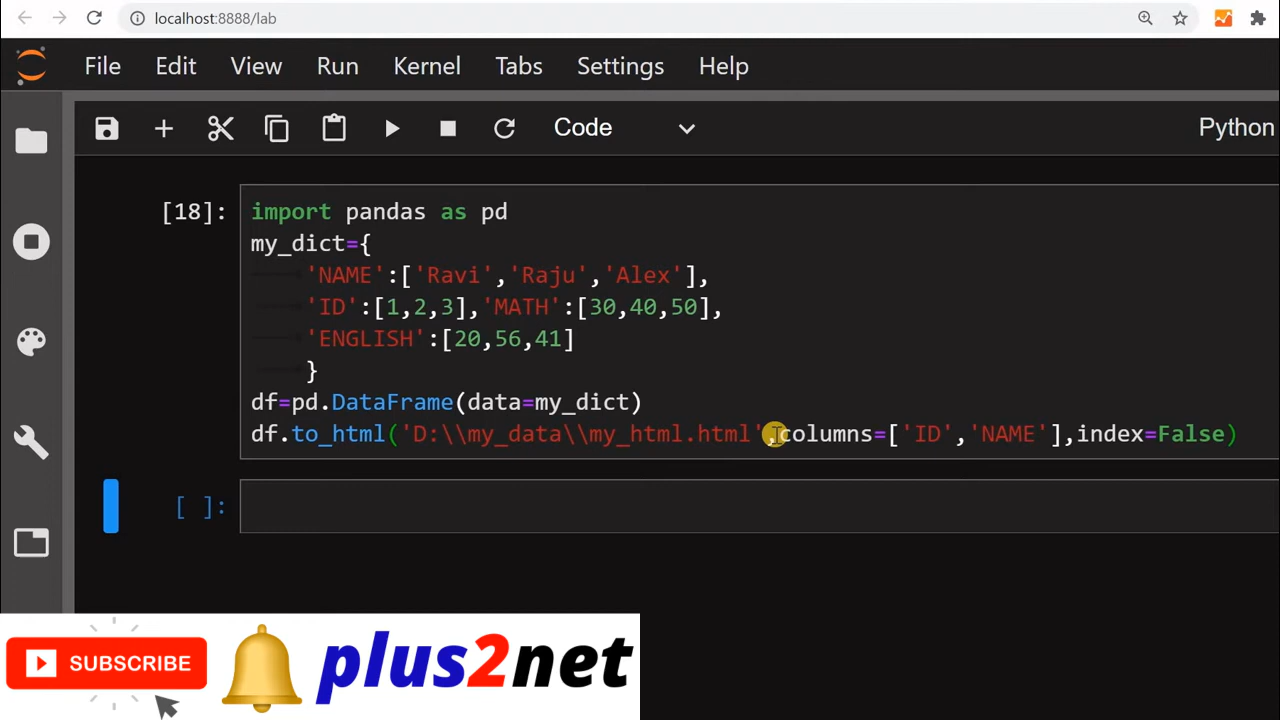 localhost:8888/lab
File Edit View Run Kernel Tabs Settings Help
Code
Python
[18]:
import pandas as pd
my_dict={
'NAME':['Ravi','Raju','Alex'],
'ID':[1,2,3],'MATH':[30,40,50],
'ENGLISH':[20,56,41]
}
df=pd.DataFrame(data=my_dict)
df.to_html('D:\\my_data\\my_html.html',columns=['ID','NAME'],index=False)
[ ]:
SUBSCRIBE
plus2net